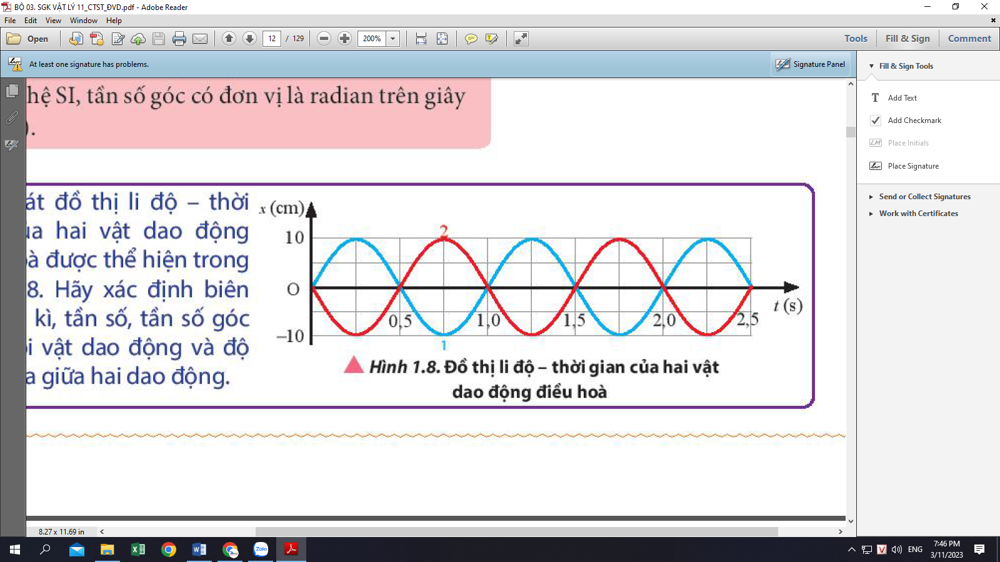 BỘ 03. SGK VẬT LÝ 11_CTST_ĐVD.pdf - Adobe Reader
File Edit View Window Help
Open 12 / 129 200% Tools Fill & Sign Comment
At least one signature has problems. Signature Panel
Fill & Sign Tools
Add Text
Add Checkmark
Place Initials
Place Signature
Send or Collect Signatures
Work with Certificates
hệ SI, tần số góc có đơn vị là radian trên giây
).
át đồ thị li độ – thời
ủa hai vật dao động
oà được thể hiện trong
8. Hãy xác định biên
kì, tần số, tần số góc
ỗi vật dao động và độ
a giữa hai dao động.
x (cm)
2
10
O
t (s)
0,5 1,0 1,5 2,0 2,5
–10
1
Hình 1.8. Đồ thị li độ – thời gian của hai vật
dao động điều hoà
8.27 x 11.69 in
Zalo
ENG
7:46 PM
3/11/2023